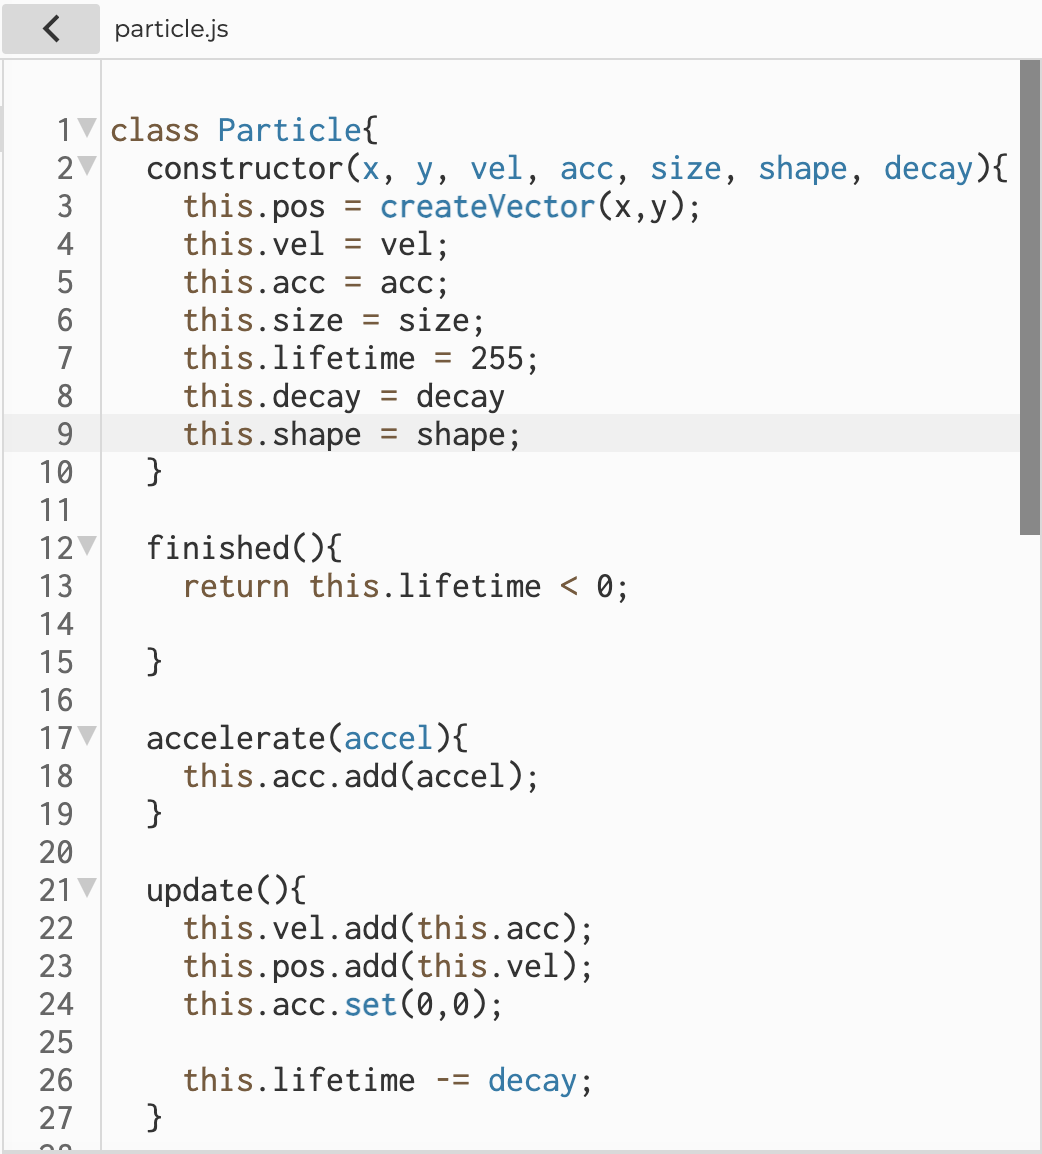 particle.js
1 class Particle{
2 constructor(x, y, vel, acc, size, shape, decay){
3 this.pos = createVector(x,y);
4 this.vel = vel;
5 this.acc = acc;
6 this.size = size;
7 this.lifetime = 255;
8 this.decay = decay
9 this.shape = shape;
10 }
11
12 finished(){
13 return this.lifetime < 0;
14
15 }
16
17 accelerate(accel){
18 this.acc.add(accel);
19 }
20
21 update(){
22 this.vel.add(this.acc);
23 this.pos.add(this.vel);
24 this.acc.set(0,0);
25
26 this.lifetime -= decay;
27 }